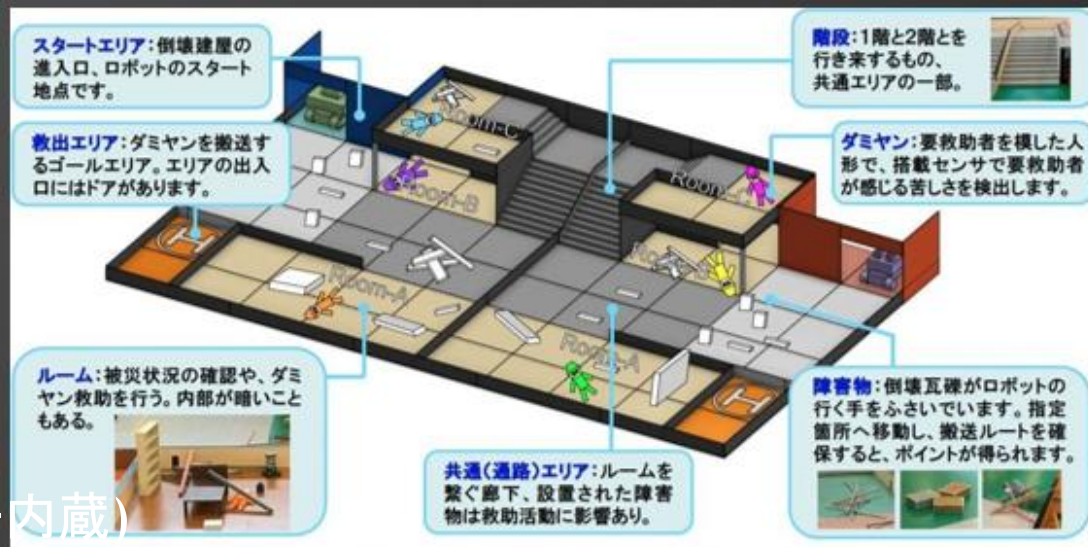 スタートエリア：倒壊建屋の
進入口、ロボットのスタート
地点です。
救出エリア：ダミヤンを搬送す
るゴールエリア。エリアの出入
口にはドアがあります。
階段：1階と2階とを
行き来するもの、
共通エリアの一部。
ダミヤン：要救助者を模した人
形で、搭載センサで要救助者
が感じる苦しさを検出します。
Room-C
Room-B
Room-A
Room-C
Room-A
ルーム：被災状況の確認や、ダミ
ヤン救助を行う。内部が暗いこと
もある。
共通（通路）エリア：ルームを
繋ぐ廊下、設置された障害
物は救助活動に影響あり。
障害物：倒壊瓦礫がロボットの
行く手をふさいでいます。指定
箇所へ移動し、搬送ルートを確
保すると、ポイントが得られます。
内蔵)